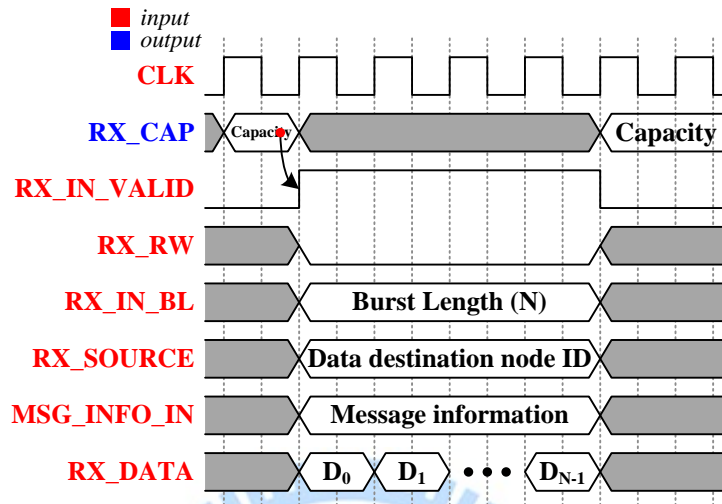 input
output
CLK
RX_CAP Capacity Capacity
RX_IN_VALID
RX_RW
RX_IN_BL Burst Length (N)
RX_SOURCE Data destination node ID
MSG_INFO_IN Message information
RX_DATA D0 D1 • • • DN-1